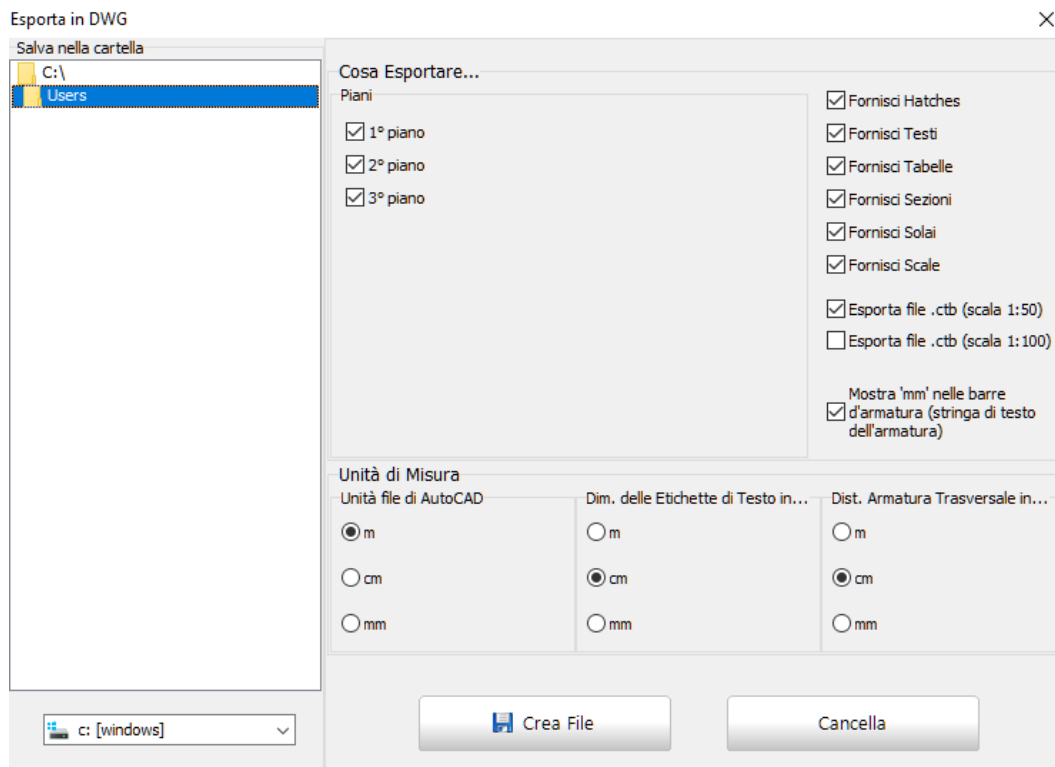 Esporta in DWG
Salva nella cartella
C:\
Users
Cosa Esportare...
Piani
1° piano
2° piano
3° piano
Fornisci Hatches
Fornisci Testi
Fornisci Tabelle
Fornisci Sezioni
Fornisci Solai
Fornisci Scale
Esporta file .ctb (scala 1:50)
Esporta file .ctb (scala 1:100)
Mostra 'mm' nelle barre
d'armatura (stringa di testo
dell'armatura)
Unità di Misura
Unità file di AutoCAD
m
cm
mm
Dim. delle Etichette di Testo in...
m
cm
mm
Dist. Armatura Trasversale in...
m
cm
mm
c: [windows]
Crea File
Cancella